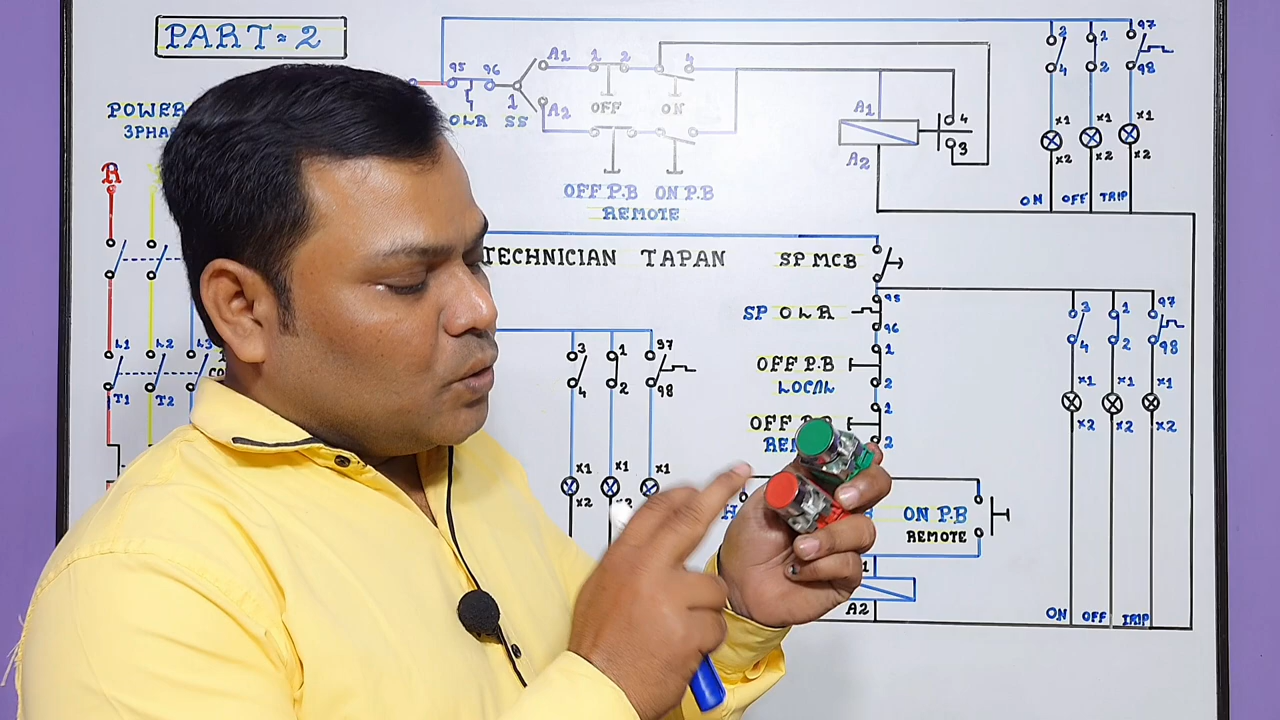 PART-2
97
2
1
98
4
2
A1
1
2
4
95
96
1
A2
OFF
ON
OLR
SS
A1
4
A2
3
X1
X1
X1
X2
X2
X2
POWER
3PHAS
R
OFF P.B
ON P.B
REMOTE
ON
OFF
TRIP
TECHNICIAN TAPAN
SP MCB
95
SP OLR
96
3
1
97
4
2
98
L1
L2
L3
T1
T2
3
1
97
4
2
98
1
OFF P.B
LOCAL
2
X1
X1
X1
X2
X2
X2
2
2
X1
X1
X1
X2
ON P.B
REMOTE
A2
ON
OFF
TRIP